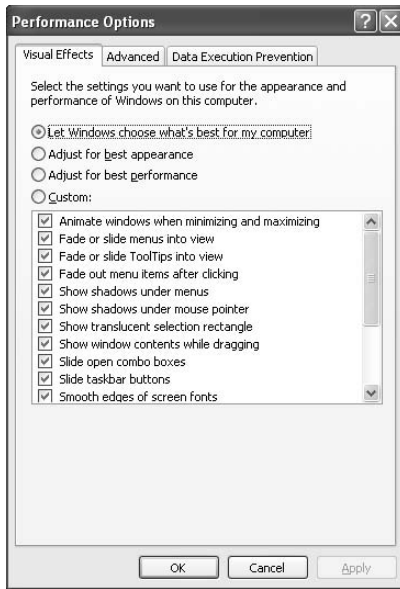 Performance Options
Visual Effects
Advanced
Data Execution Prevention
Select the settings you want to use for the appearance and
performance of Windows on this computer.
Let Windows choose what's best for my computer
Adjust for best appearance
Adjust for best performance
Custom:
Animate windows when minimizing and maximizing
Fade or slide menus into view
Fade or slide ToolTips into view
Fade out menu items after clicking
Show shadows under menus
Show shadows under mouse pointer
Show translucent selection rectangle
Show window contents while dragging
Slide open combo boxes
Slide taskbar buttons
Smooth edges of screen fonts
OK
Cancel
Apply